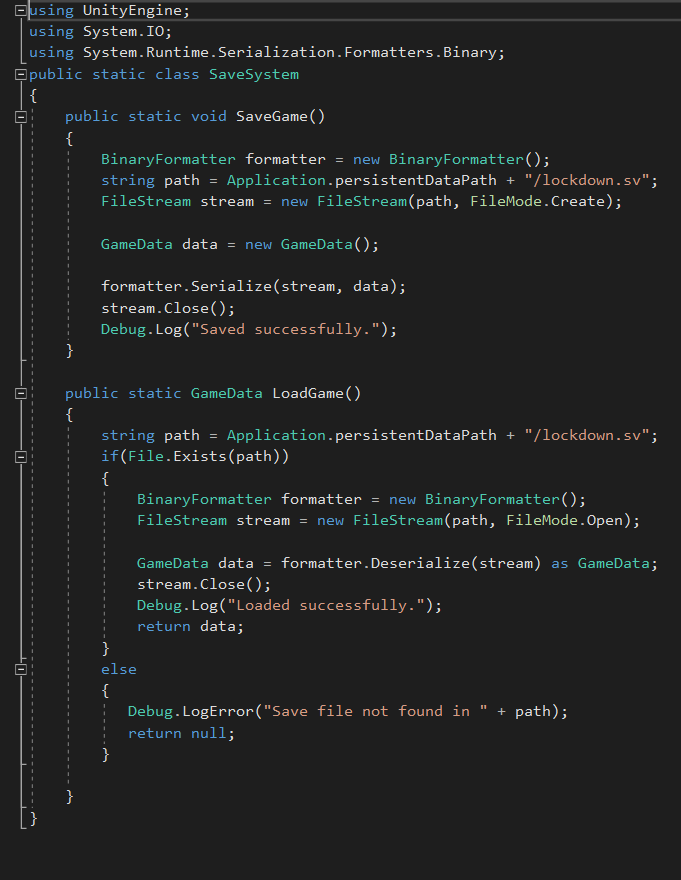 using UnityEngine;
using System.IO;
using System.Runtime.Serialization.Formatters.Binary;
public static class SaveSystem
{
    public static void SaveGame()
    {
        BinaryFormatter formatter = new BinaryFormatter();
        string path = Application.persistentDataPath + "/lockdown.sv";
        FileStream stream = new FileStream(path, FileMode.Create);

        GameData data = new GameData();

        formatter.Serialize(stream, data);
        stream.Close();
        Debug.Log("Saved successfully.");
    }

    public static GameData LoadGame()
    {
        string path = Application.persistentDataPath + "/lockdown.sv";
        if(File.Exists(path))
        {
            BinaryFormatter formatter = new BinaryFormatter();
            FileStream stream = new FileStream(path, FileMode.Open);

            GameData data = formatter.Deserialize(stream) as GameData;
            stream.Close();
            Debug.Log("Loaded successfully.");
            return data;
        }
        else
        {
           Debug.LogError("Save file not found in " + path);
           return null;
        }

    }
}